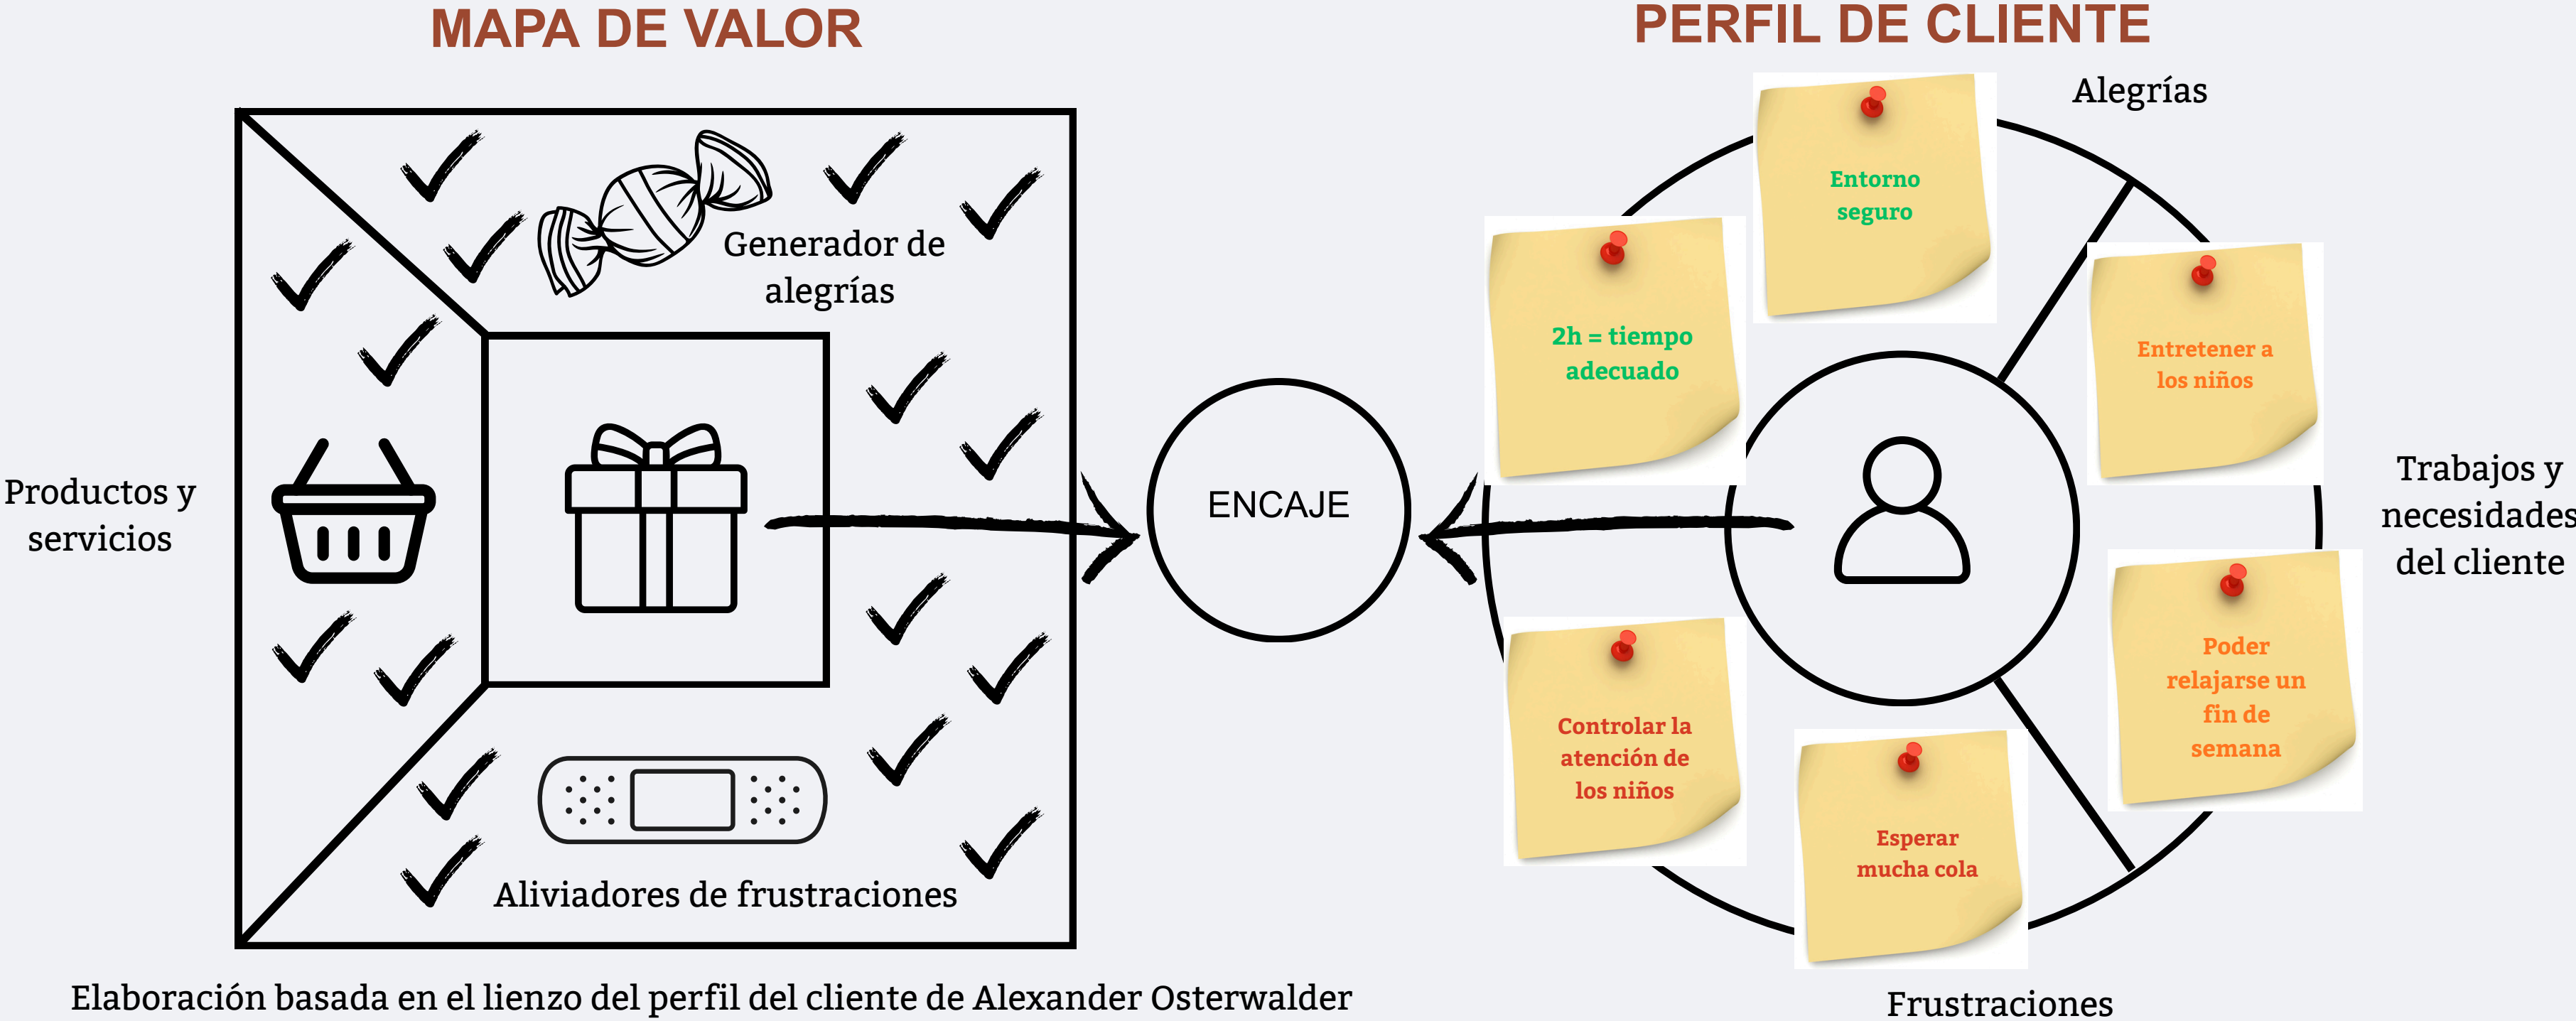 MAPA DE VALOR
Generador de
alegrías
Productos y
servicios
Aliviadores de frustraciones
ENCAJE
PERFIL DE CLIENTE
Alegrías
Entorno
seguro
2h = tiempo
adecuado
Entretener a
los niños
Trabajos y
necesidades
del cliente
Poder
relajarse un
fin de
semana
Controlar la
atención de
los niños
Esperar
mucha cola
Frustraciones
Elaboración basada en el lienzo del perfil del cliente de Alexander Osterwalder